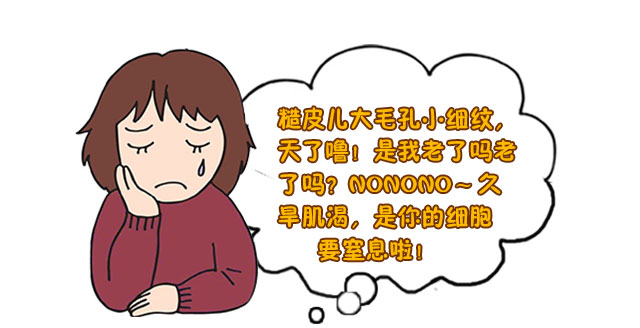 糙皮儿大毛孔小细纹，
天了噜！是我老了吗老
了吗？NONONO～久
旱肌渴，是你的细胞
要窒息啦！